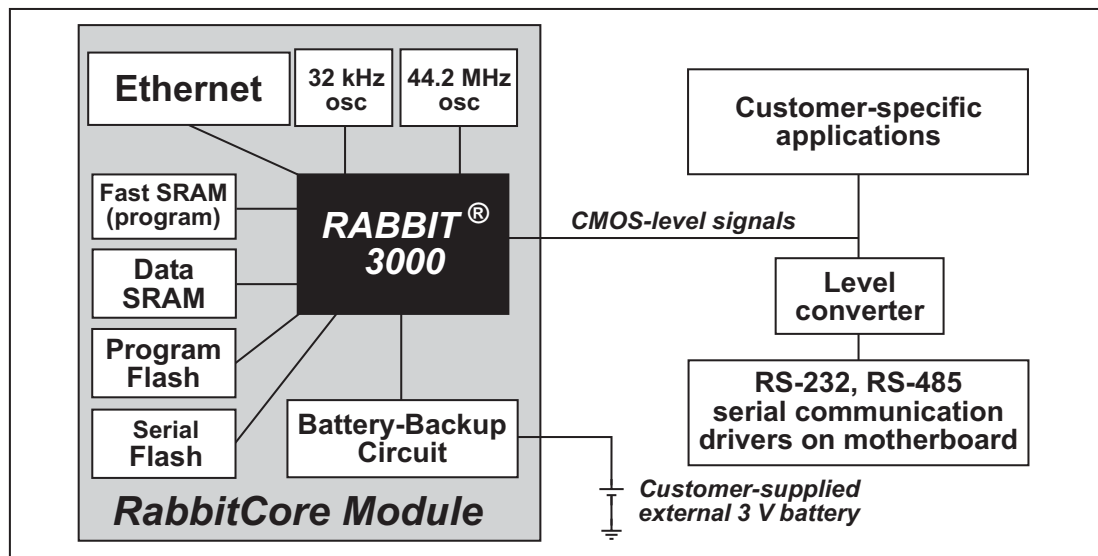 Ethernet
32 kHz
osc
44.2 MHz
osc
Fast SRAM
(program)
Data
SRAM
Program
Flash
Serial
Flash
RABBIT ®
3000
Battery-Backup
Circuit
RabbitCore Module
CMOS-level signals
Customer-specific
applications
Level
converter
RS-232, RS-485
serial communication
drivers on motherboard
Customer-supplied
external 3 V battery